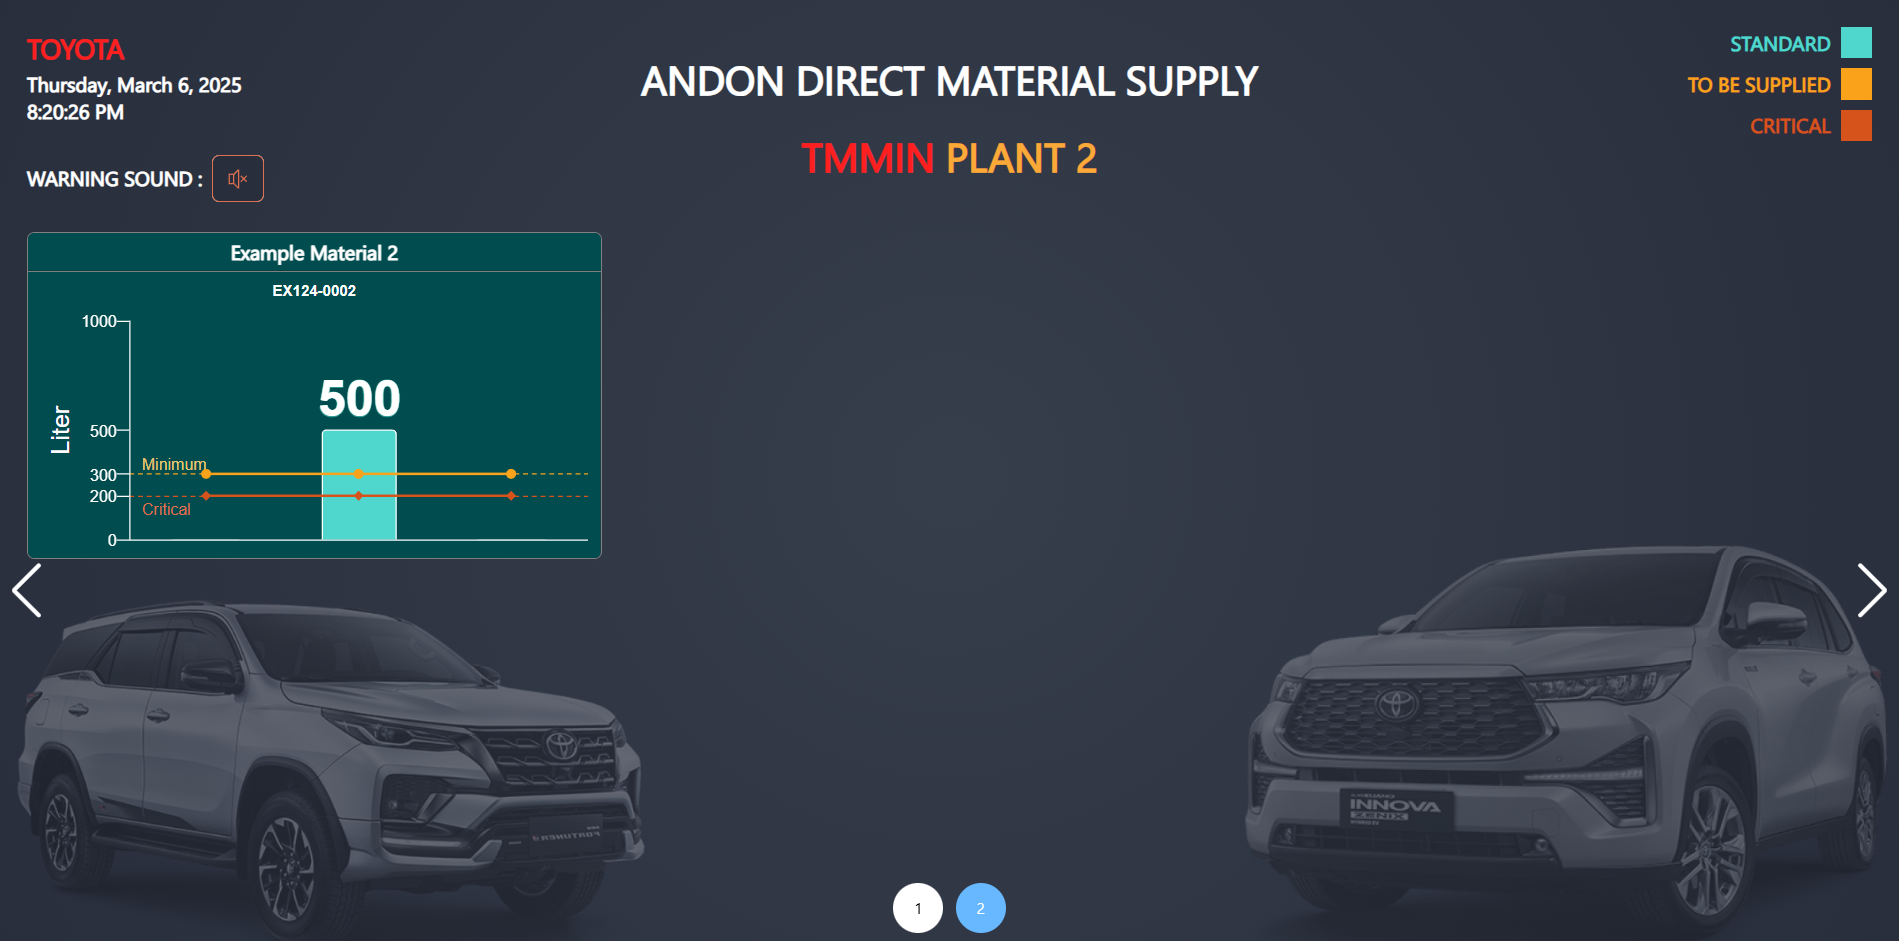 TOYOTA
Thursday, March 6, 2025
8:20:26 PM
WARNING SOUND :
ANDON DIRECT MATERIAL SUPPLY
TMMIN PLANT 2
STANDARD
TO BE SUPPLIED
CRITICAL
Example Material 2
EX124-0002
Liter
1000
500
300
200
0
500
Minimum
Critical
INNOVA
ZENIX
1
2